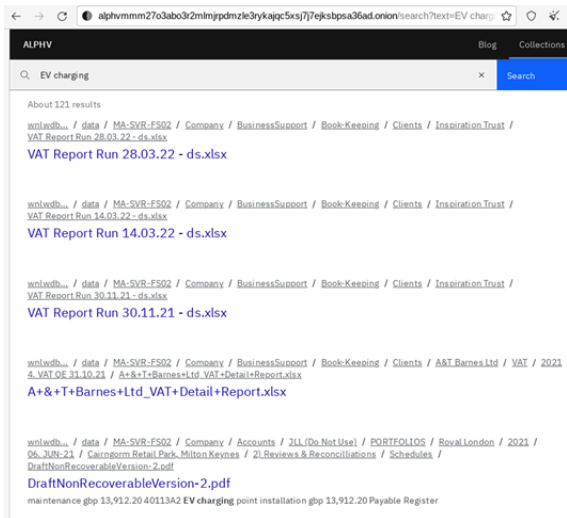 alphvmmm27o3abo3r2mlmjrpdmzle3rykajqc5xsj7j7ejksbpsa36ad.onion/search?text=EV charg
ALPHV Blog Collections
EV charging × Search
About 121 results
wnlwdb... / data / MA-SVR-FS02 / Company / BusinessSupport / Book-Keeping / Clients / Inspiration Trust /
VAT Report Run 28.03.22 - ds.xlsx
VAT Report Run 28.03.22 - ds.xlsx
wnlwdb... / data / MA-SVR-FS02 / Company / BusinessSupport / Book-Keeping / Clients / Inspiration Trust /
VAT Report Run 14.03.22 - ds.xlsx
VAT Report Run 14.03.22 - ds.xlsx
wnlwdb... / data / MA-SVR-FS02 / Company / BusinessSupport / Book-Keeping / Clients / Inspiration Trust /
VAT Report Run 30.11.21 - ds.xlsx
VAT Report Run 30.11.21 - ds.xlsx
wnlwdb... / data / MA-SVR-FS02 / Company / BusinessSupport / Book-Keeping / Clients / A&T Barnes Ltd / VAT / 2021
4. VAT QE 31.10.21 / A+&+T+Barnes+Ltd_VAT+Detail+Report.xlsx
A+&+T+Barnes+Ltd_VAT+Detail+Report.xlsx
wnlwdb... / data / MA-SVR-FS02 / Company / Accounts / JLL (Do Not Use) / PORTFOLIOS / Royal London / 2021 /
06. JUN-21 / Cairngorm Retail Park, Milton Keynes / 2) Reviews & Reconcilliations / Schedules /
DraftNonRecoverableVersion-2.pdf
DraftNonRecoverableVersion-2.pdf
maintenance gbp 13,912.20 40113A2 EV charging point installation gbp 13,912.20 Payable Register